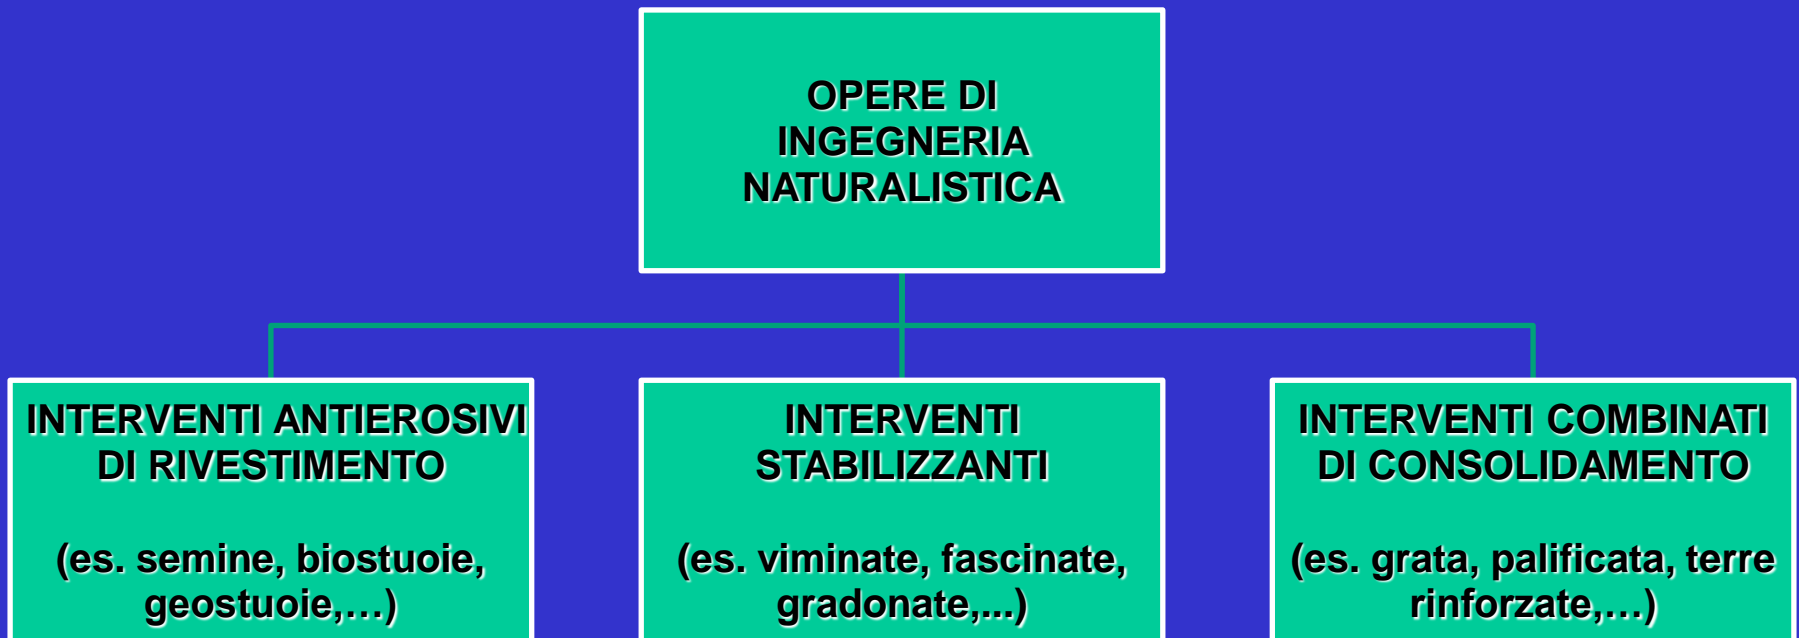 OPERE DI
INGEGNERIA
NATURALISTICA
INTERVENTI ANTIEROSIVI
DI RIVESTIMENTO
(es. semine, biostuoie,
geostuoie,…)
INTERVENTI
STABILIZZANTI
(es. viminate, fascinate,
gradonate,...)
INTERVENTI COMBINATI
DI CONSOLIDAMENTO
(es. grata, palificata, terre
rinforzate,…)